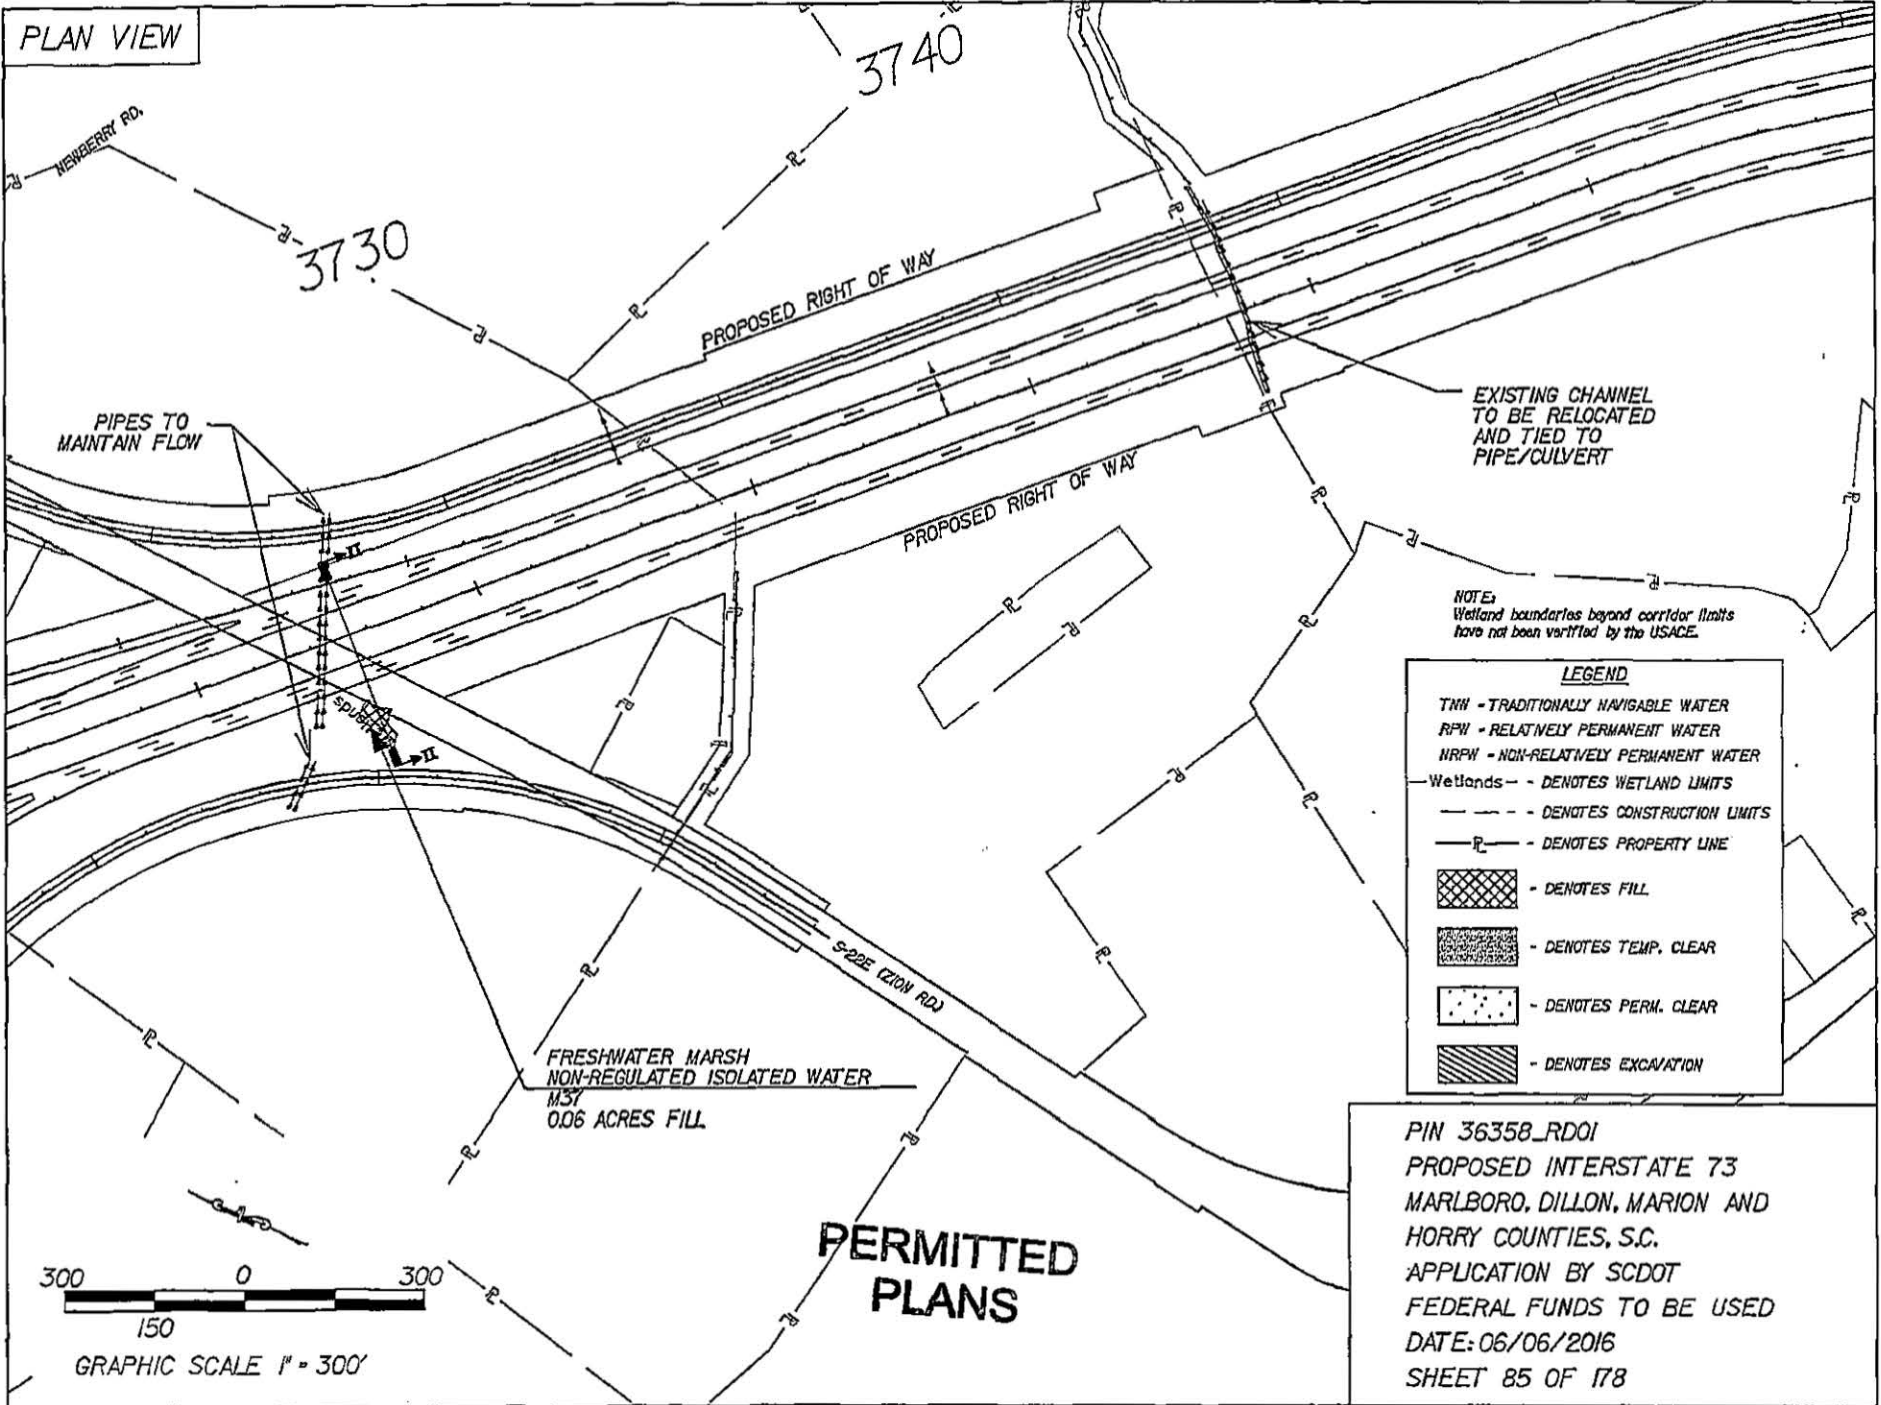 PLAN VIEW
NEWBERRY RD.
3740
3730
PROPOSED RIGHT OF WAY
PIPES TO
MAINTAIN FLOW
EXISTING CHANNEL
TO BE RELOCATED
AND TIED TO
PIPE/CULVERT
PROPOSED RIGHT OF WAY
II
II
NOTE:
Wetland boundaries beyond corridor limits
have not been verified by the USACE.
LEGEND
TNW - TRADITIONALLY NAVIGABLE WATER
RPW - RELATIVELY PERMANENT WATER
NRPW - NON-RELATIVELY PERMANENT WATER
Wetlands - DENOTES WETLAND LIMITS
- DENOTES CONSTRUCTION LIMITS
PL - DENOTES PROPERTY LINE
- DENOTES FILL
- DENOTES TEMP. CLEAR
- DENOTES PERM. CLEAR
- DENOTES EXCAVATION
S-22E (ZION RD.)
FRESHWATER MARSH
NON-REGULATED ISOLATED WATER
M37
0.06 ACRES FILL
PERMITTED
PLANS
300 0 300
150
GRAPHIC SCALE 1" = 300'
PIN 36358_RD01
PROPOSED INTERSTATE 73
MARLBORO, DILLON, MARION AND
HORRY COUNTIES, S.C.
APPLICATION BY SCDOT
FEDERAL FUNDS TO BE USED
DATE: 06/06/2016
SHEET 85 OF 178